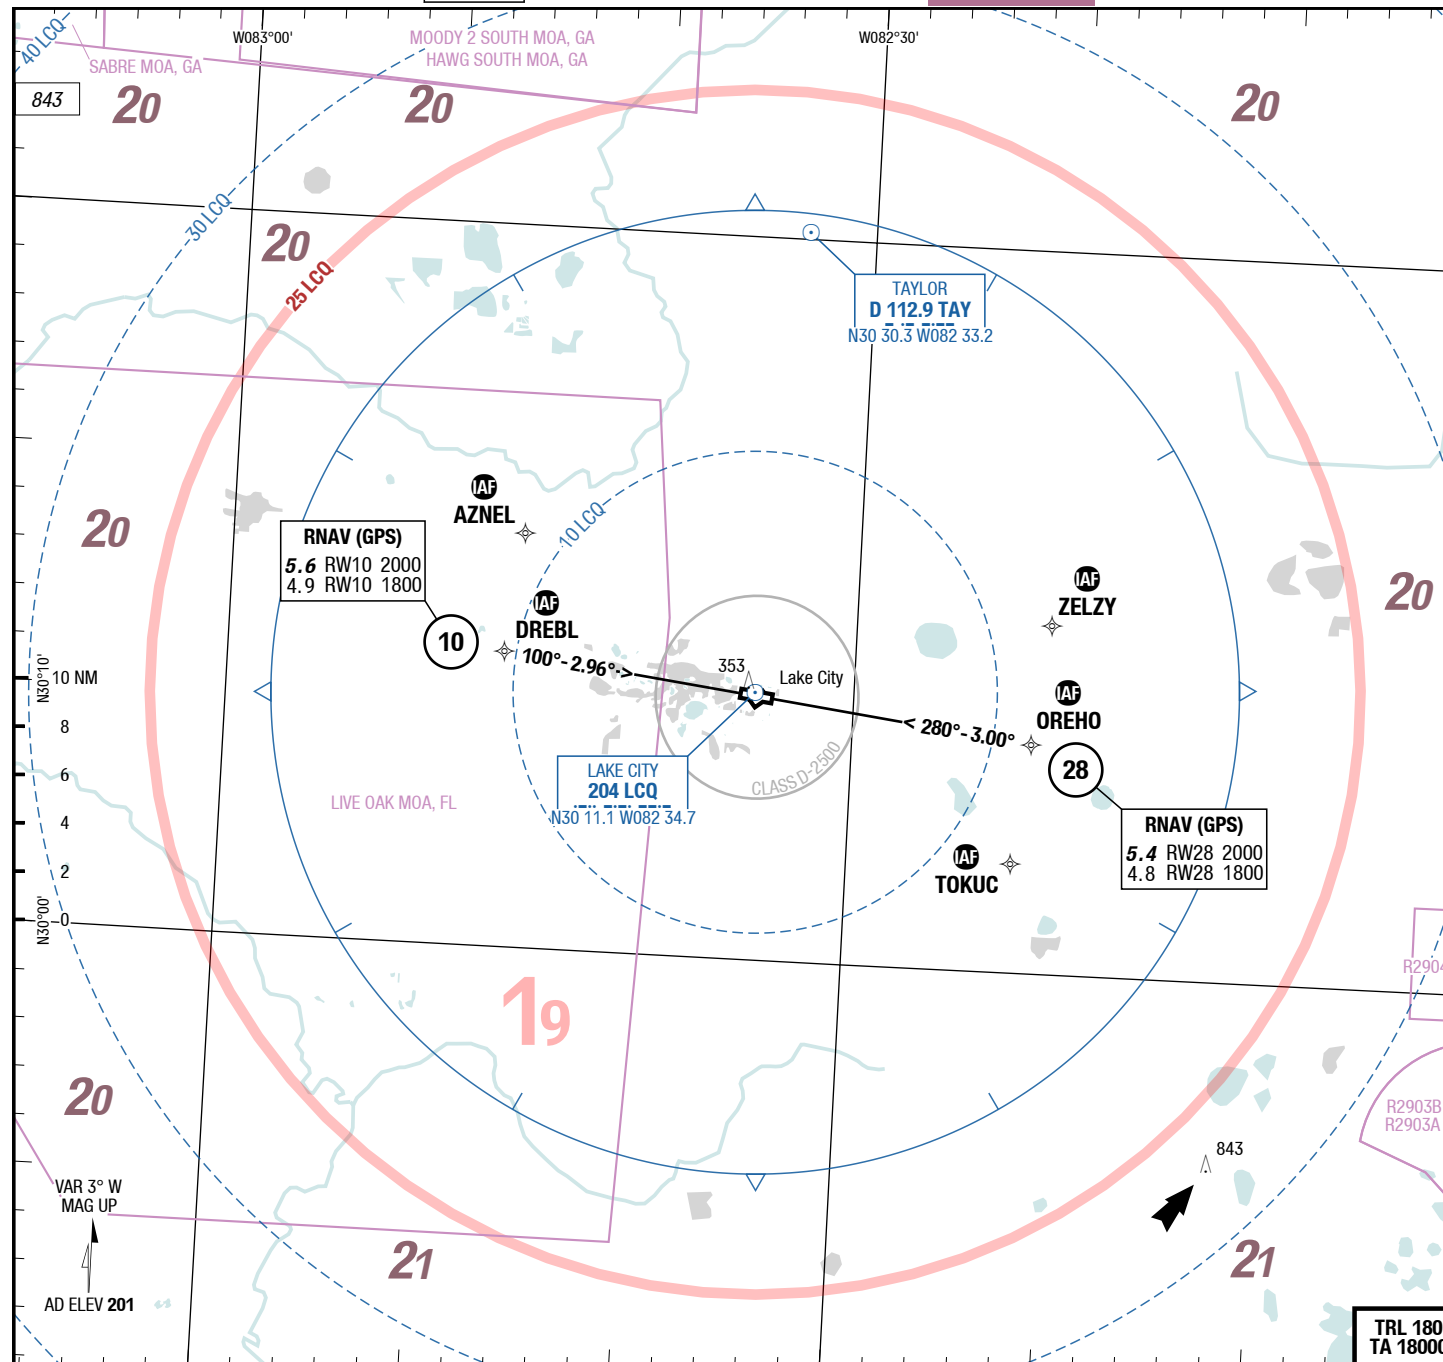 40 LCQ
W083°00'
MOODY 2 SOUTH MOA, GA
HAWG SOUTH MOA, GA
W082°30'
SABRE MOA, GA
843
20
20
20
30 LCQ
20
25 LCQ
TAYLOR
D 112.9 TAY
N30 30.3 W082 33.2
IAF
AZNEL
10 LCQ
20
RNAV (GPS)
5.6 RW10 2000
4.9 RW10 1800
IAF
DREBL
10
100°-2.96°->
IAF
ZELZY
20
353
Lake City
N30°10'
10 NM
8
6
4
2
0
N30°00'
IAF
OREHO
< 280°-3.00°
28
CLASS D-2500
LAKE CITY
204 LCQ
N30 11.1 W082 34.7
LIVE OAK MOA, FL
RNAV (GPS)
5.4 RW28 2000
4.8 RW28 1800
IAF
TOKUC
R2904
19
20
R2903B
R2903A
843
VAR 3° W
MAG UP
21
21
AD ELEV 201
TRL 180
TA 18000